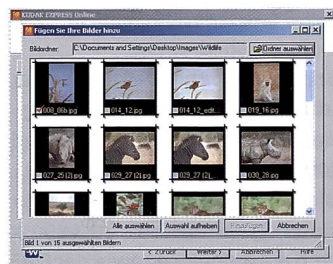 KODAK EXPRESS Online
Fügen Sie Ihre Bilder hinzu
Bildordner: C:\Documents and Settings\Desktop\Images\Wildlife
Ordner auswählen
008_06b.jpg 014_12.jpg 014_12_edit... 019_16.jpg
027_25 (2).jpg 029_27 (2).jpg 029_27 (2)_... 030_28.jpg
Alle auswählen Auswahl aufheben Hinzufügen Abbrechen
Bild 1 von 15 ausgewählten Bildern
< Zurück Weiter > Abbrechen Hilfe